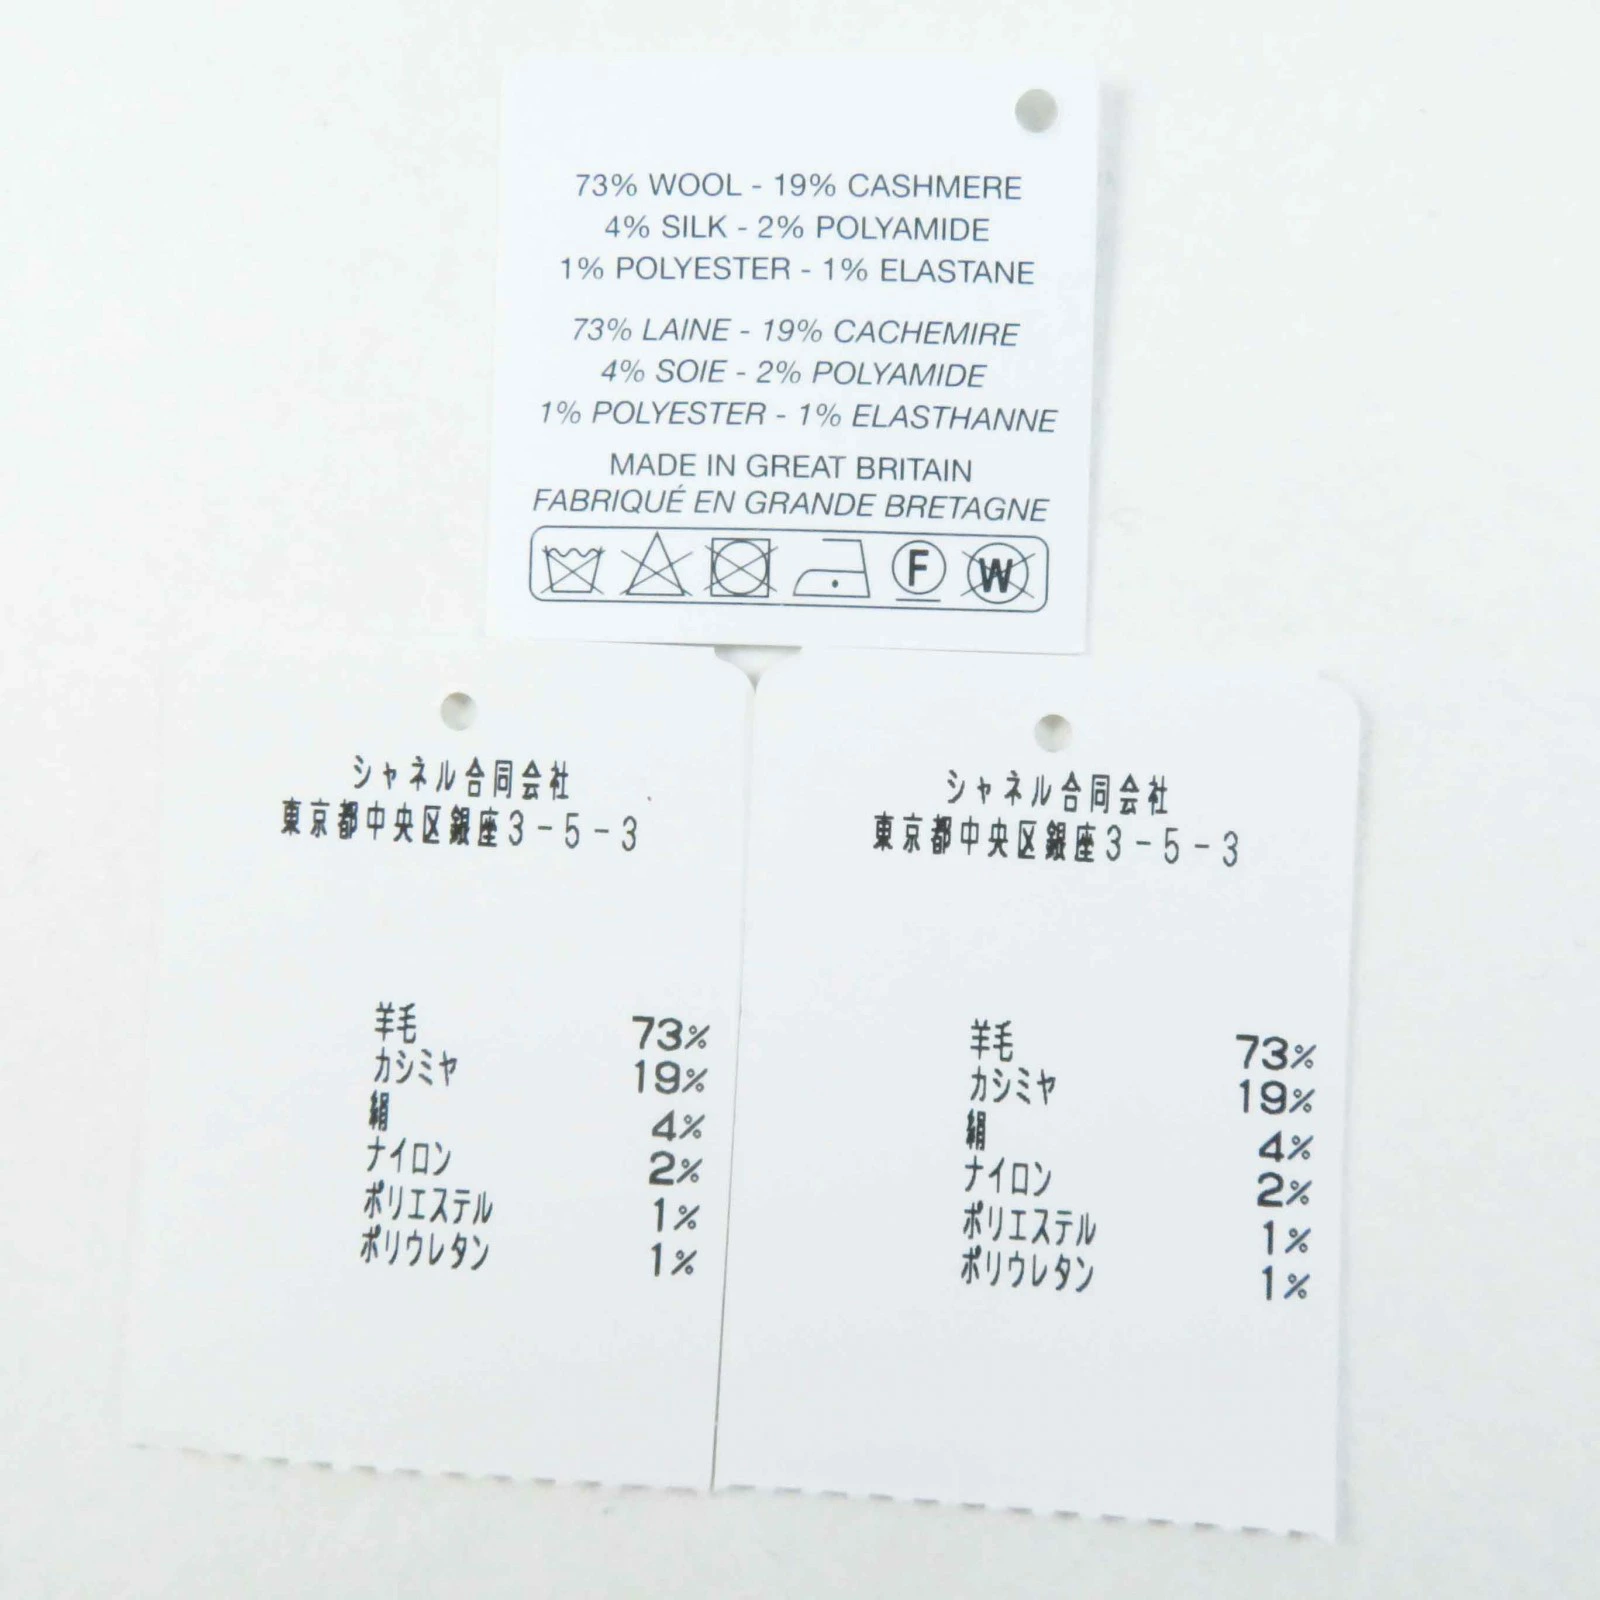 73% WOOL - 19% CASHMERE
4% SILK - 2% POLYAMIDE
1% POLYESTER - 1% ELASTANE
73% LAINE - 19% CACHEMIRE
4% SOIE - 2% POLYAMIDE
1% POLYESTER - 1% ELASTHANNE
MADE IN GREAT BRITAIN
FABRIQUÉ EN GRANDE BRETAGNE
F W
シャネル合同会社
東京都中央区銀座3-5-3
羊毛 73%
カシミヤ 19%
絹 4%
ナイロン 2%
ポリエステル 1%
ポリウレタン 1%
シャネル合同会社
東京都中央区銀座3-5-3
羊毛 73%
カシミヤ 19%
絹 4%
ナイロン 2%
ポリエステル 1%
ポリウレタン 1%